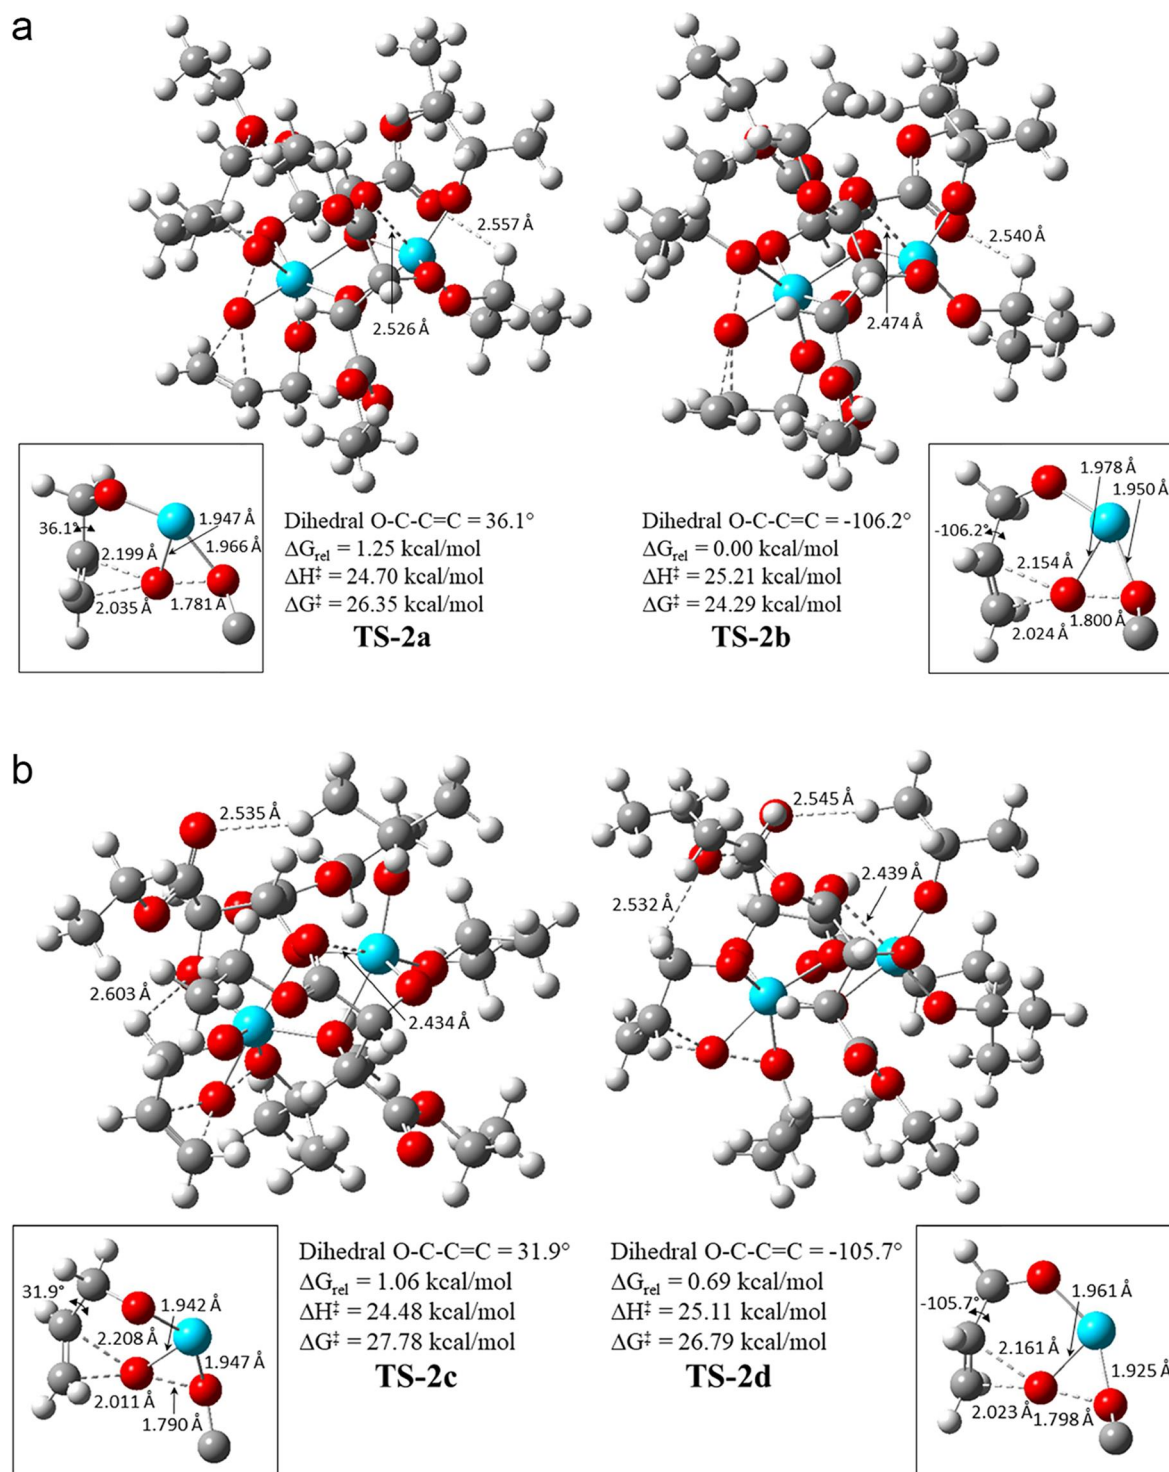 a
2.557 Å
2.526 Å
2.540 Å
2.474 Å
36.1°
1.947 Å
2.199 Å
1.966 Å
2.035 Å
1.781 Å
Dihedral O-C-C=C = 36.1°
ΔG_rel = 1.25 kcal/mol
ΔH‡ = 24.70 kcal/mol
ΔG‡ = 26.35 kcal/mol
TS-2a
Dihedral O-C-C=C = -106.2°
ΔG_rel = 0.00 kcal/mol
ΔH‡ = 25.21 kcal/mol
ΔG‡ = 24.29 kcal/mol
TS-2b
1.978 Å
1.950 Å
-106.2°
2.154 Å
2.024 Å
1.800 Å
b
2.535 Å
2.603 Å
2.434 Å
2.545 Å
2.439 Å
2.532 Å
31.9°
1.942 Å
2.208 Å
1.947 Å
2.011 Å
1.790 Å
Dihedral O-C-C=C = 31.9°
ΔG_rel = 1.06 kcal/mol
ΔH‡ = 24.48 kcal/mol
ΔG‡ = 27.78 kcal/mol
TS-2c
Dihedral O-C-C=C = -105.7°
ΔG_rel = 0.69 kcal/mol
ΔH‡ = 25.11 kcal/mol
ΔG‡ = 26.79 kcal/mol
TS-2d
1.961 Å
-105.7°
2.161 Å
1.925 Å
2.023 Å
1.798 Å